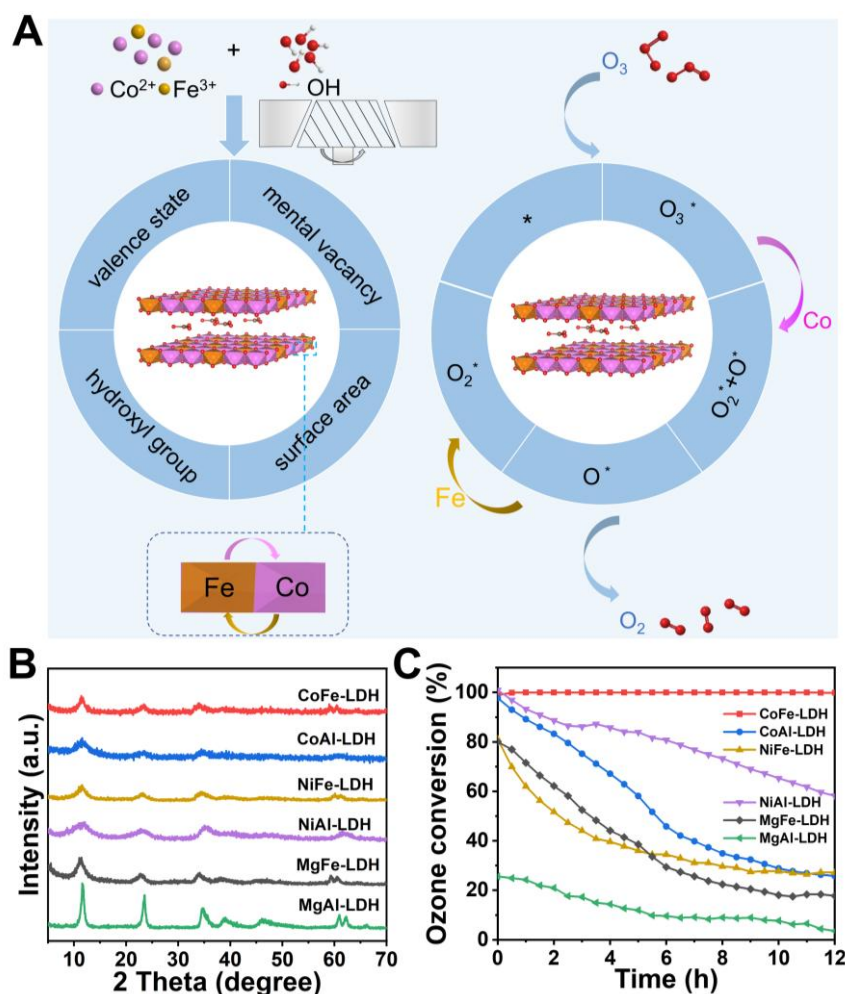 A
+
Co2+ Fe3+
OH
valence state
mental vacancy
hydroxyl group
surface area
Fe Co
O3
*
O3*
Co
O2*+O*
O*
O2*
Fe
O2
B
Intensity (a.u.)
CoFe-LDH
CoAl-LDH
NiFe-LDH
NiAl-LDH
MgFe-LDH
MgAl-LDH
10 20 30 40 50 60 70
2 Theta (degree)
C
Ozone conversion (%)
100
80
60
40
20
0
CoFe-LDH
CoAl-LDH
NiFe-LDH
NiAl-LDH
MgFe-LDH
MgAl-LDH
0 2 4 6 8 10 12
Time (h)